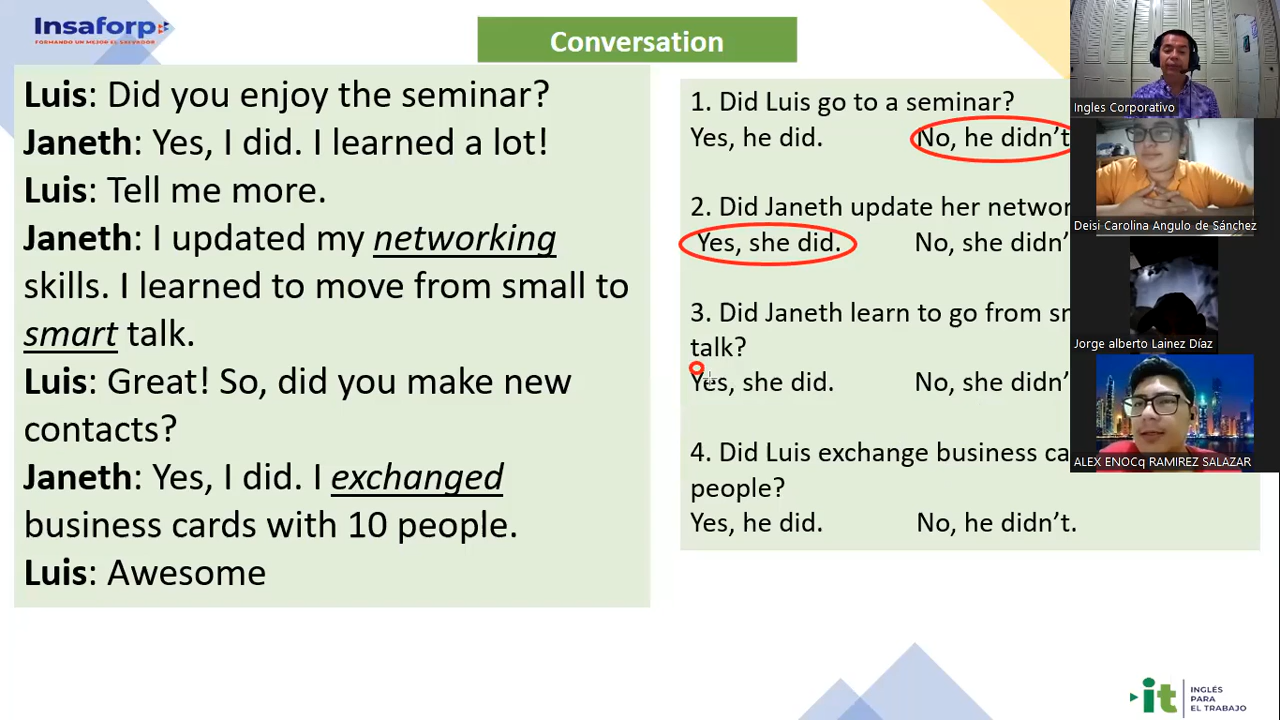 Insaforp
FORMANDO UN MEJOR EL SALVADOR
Conversation
Luis: Did you enjoy the seminar?
Janeth: Yes, I did. I learned a lot!
Luis: Tell me more.
Janeth: I updated my networking
skills. I learned to move from small to
smart talk.
Luis: Great! So, did you make new
contacts?
Janeth: Yes, I did. I exchanged
business cards with 10 people.
Luis: Awesome
1. Did Luis go to a seminar?
Yes, he did. No, he didn't
2. Did Janeth update her networ
Yes, she did. No, she didn'
3. Did Janeth learn to go from sm
talk?
Yes, she did. No, she didn'
4. Did Luis exchange business ca
people?
Yes, he did. No, he didn't.
Ingles Corporativo
Deisi Carolina Angulo de Sánchez
Jorge alberto Lainez Díaz
ALEX ENOCq RAMIREZ SALAZAR
it
INGLÉS
PARA
EL TRABAJO